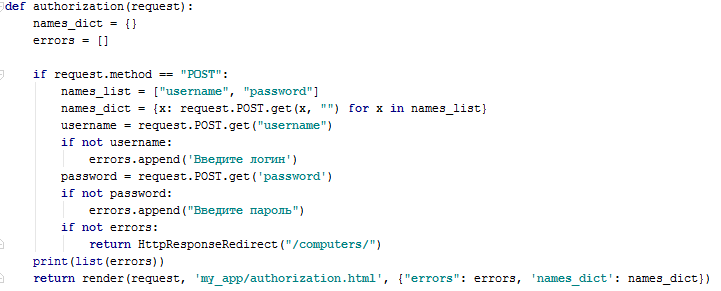 def authorization(request):
    names_dict = {}
    errors = []

    if request.method == "POST":
        names_list = ["username", "password"]
        names_dict = {x: request.POST.get(x, "") for x in names_list}
        username = request.POST.get("username")
        if not username:
            errors.append('Введите логин')
        password = request.POST.get('password')
        if not password:
            errors.append("Введите пароль")
        if not errors:
            return HttpResponseRedirect("/computers/")
    print(list(errors))
    return render(request, 'my_app/authorization.html', {"errors": errors, 'names_dict': names_dict})